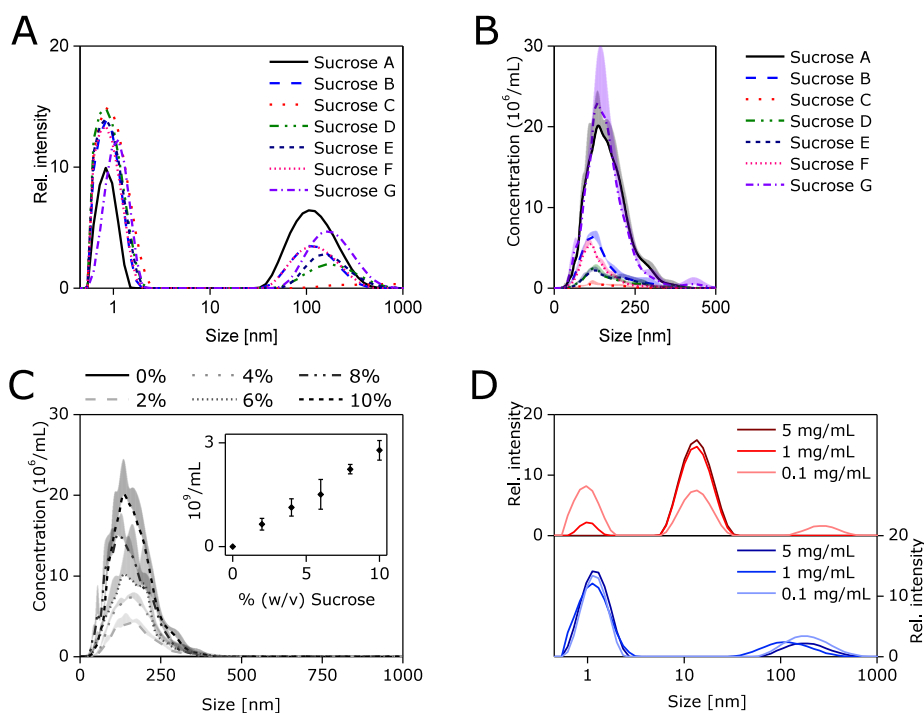 A
20
10
0
Rel. intensity
1
10
100
1000
Size [nm]
Sucrose A
Sucrose B
Sucrose C
Sucrose D
Sucrose E
Sucrose F
Sucrose G
B
30
20
10
0
Concentration (10⁶/mL)
0
250
500
Size [nm]
Sucrose A
Sucrose B
Sucrose C
Sucrose D
Sucrose E
Sucrose F
Sucrose G
C
0% 4% 8%
2% 6% 10%
30
20
10
0
Concentration (10⁶/mL)
0
250
500
750
1000
Size [nm]
3
0
10⁹/mL
0
5
10
% (w/v) Sucrose
D
20
10
0
Rel. intensity
5 mg/mL
1 mg/mL
0.1 mg/mL
20
10
0
Rel. intensity
5 mg/mL
1 mg/mL
0.1 mg/mL
1
10
100
1000
Size [nm]